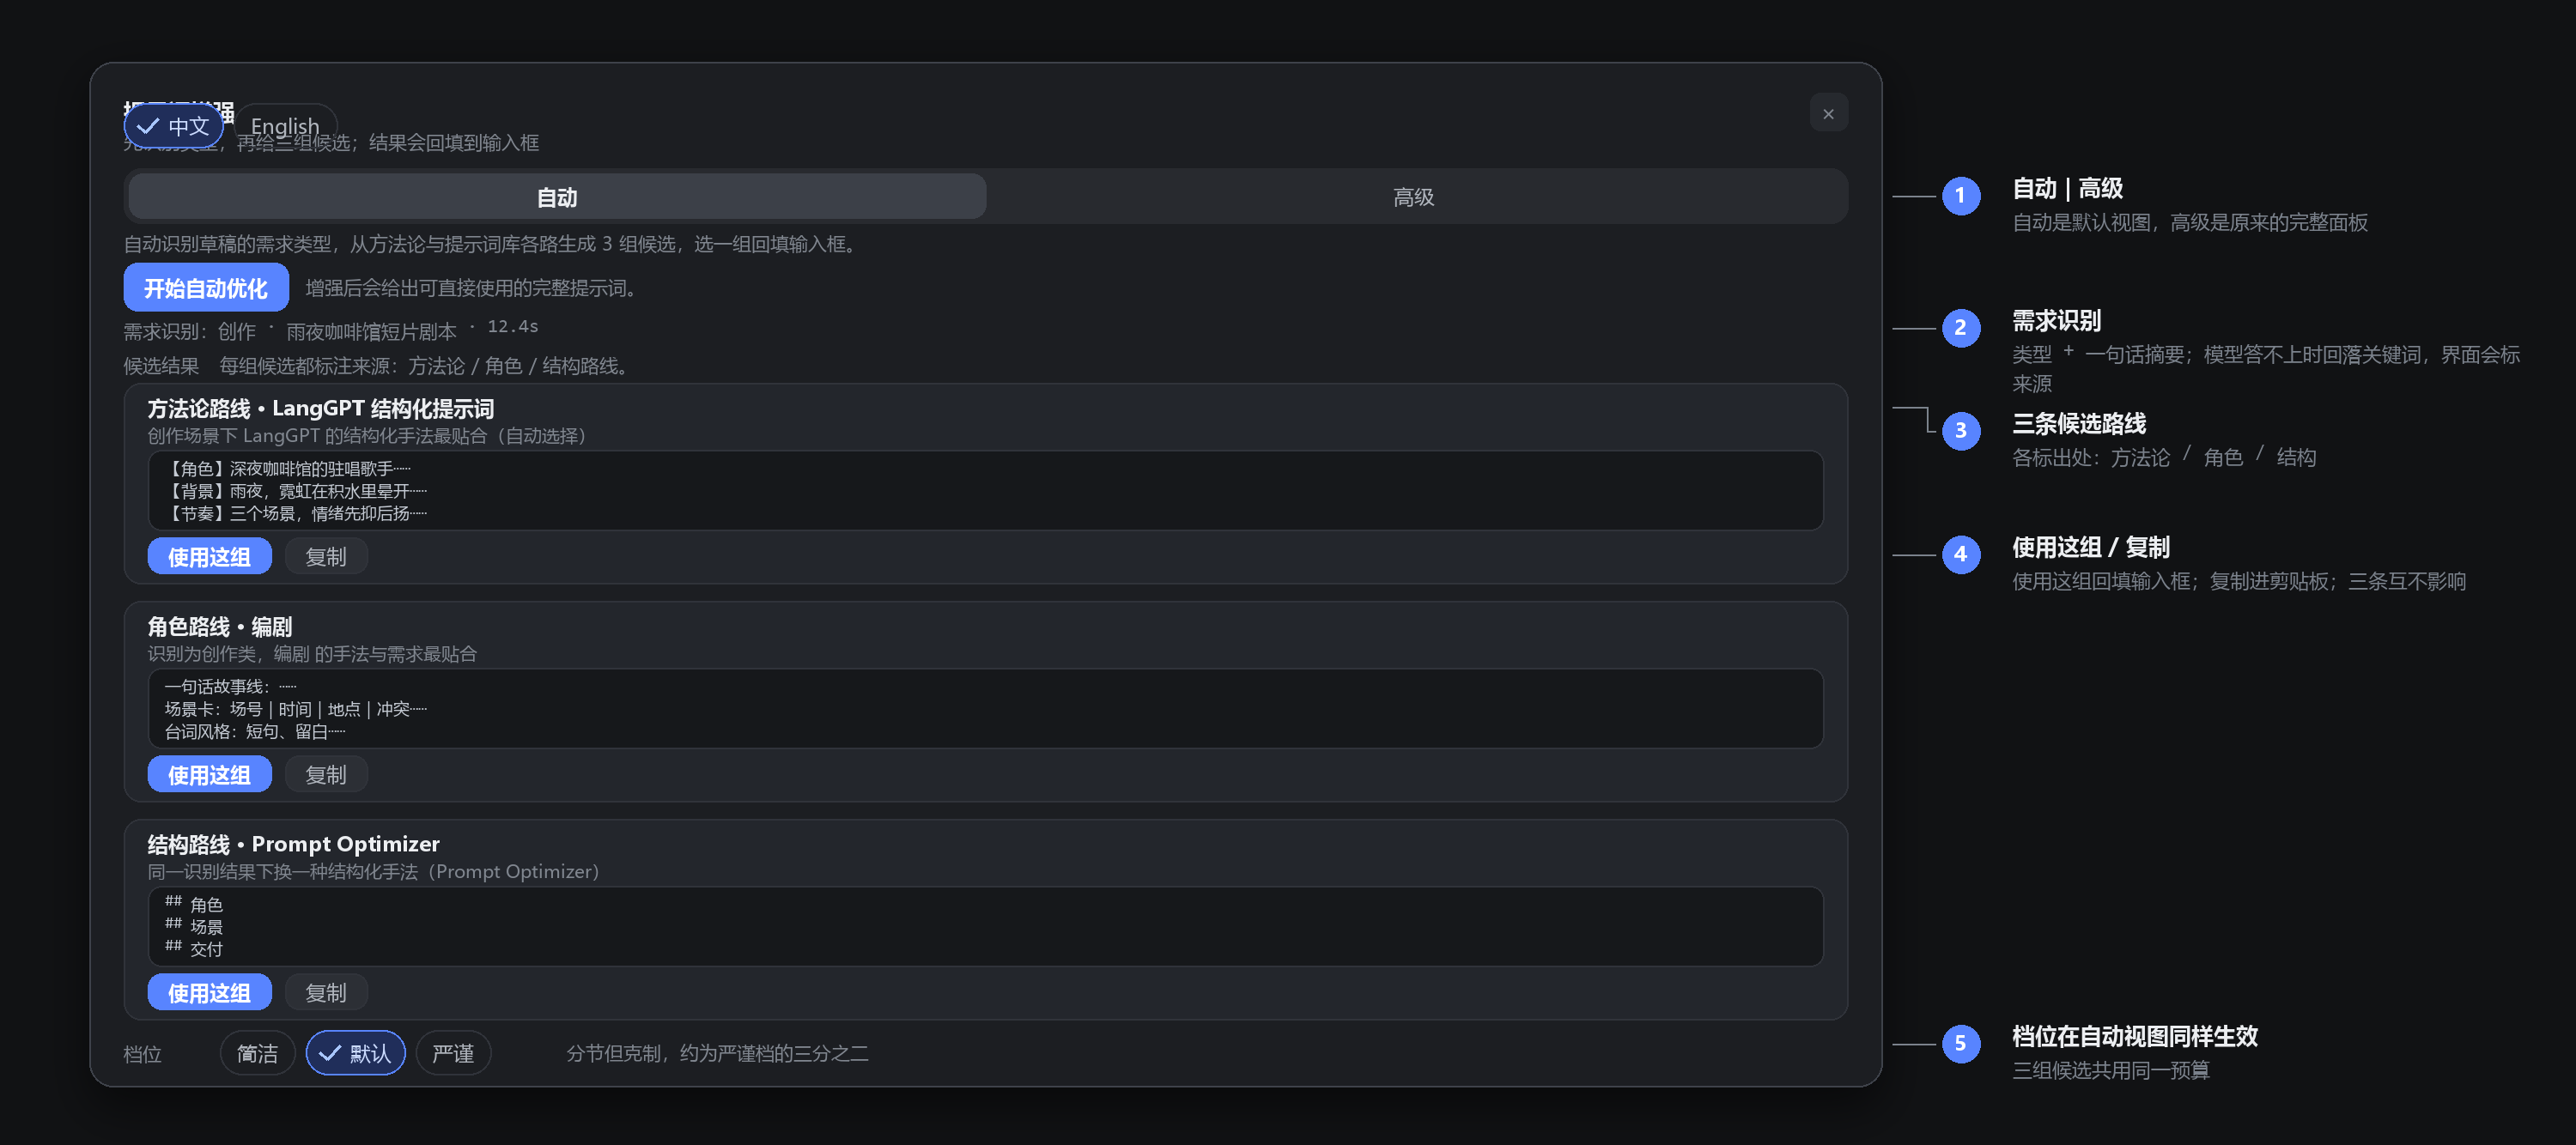 强
中文
English
再给三组候选；结果会回填到输入框
×
自动
高级
自动识别草稿的需求类型，从方法论与提示词库各路生成 3 组候选，选一组回填输入框。
开始自动优化
增强后会给出可直接使用的完整提示词。
需求识别：创作 · 雨夜咖啡馆短片剧本 · 12.4s
候选结果 每组候选都标注来源：方法论 / 角色 / 结构路线。
方法论路线 • LangGPT 结构化提示词
创作场景下 LangGPT 的结构化手法最贴合（自动选择）
【角色】深夜咖啡馆的驻唱歌手……
【背景】雨夜，霓虹在积水里晕开……
【节奏】三个场景，情绪先抑后扬……
使用这组
复制
角色路线 • 编剧
识别为创作类，编剧 的手法与需求最贴合
一句话故事线：……
场景卡：场号 | 时间 | 地点 | 冲突……
台词风格：短句、留白……
使用这组
复制
结构路线 • Prompt Optimizer
同一识别结果下换一种结构化手法（Prompt Optimizer）
## 角色
## 场景
## 交付
使用这组
复制
档位
简洁
默认
严谨
分节但克制，约为严谨档的三分之二
1
自动 | 高级
自动是默认视图，高级是原来的完整面板
2
需求识别
类型 + 一句话摘要；模型答不上时回落关键词，界面会标
来源
3
三条候选路线
各标出处：方法论 / 角色 / 结构
4
使用这组 / 复制
使用这组回填输入框；复制进剪贴板；三条互不影响
5
档位在自动视图同样生效
三组候选共用同一预算